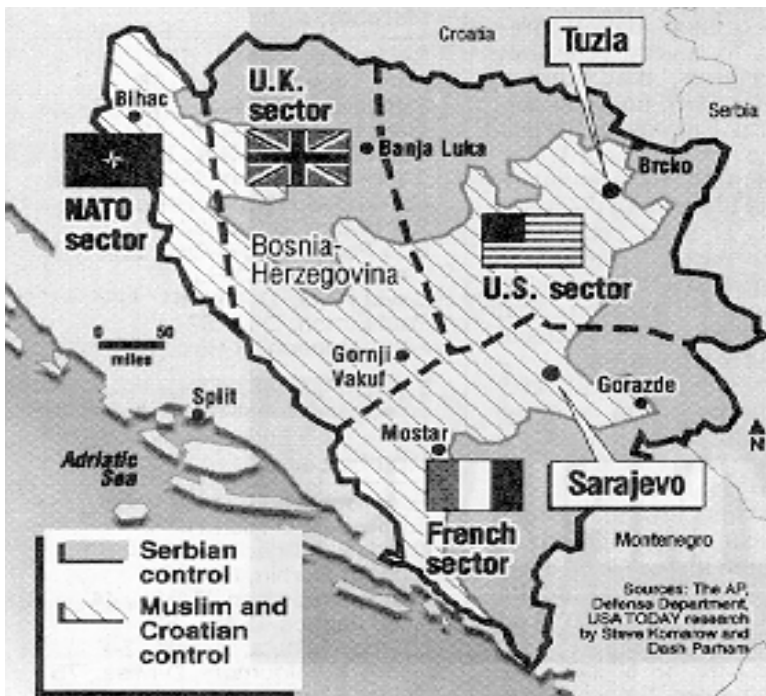 Croatia
Tuzla
U.K.
sector
Bihac
Serbia
Banja Luka
Brcko
NATO
sector
Bosnia-
Herzegovina
U.S. sector
0 50
miles
Gornji
Vakuf
Split
Gorazde
Mostar
N
Adriatic
Sea
Sarajevo
French
sector
Montenegro
Serbian
control
Muslim and
Croatian
control
Sources: The AP,
Defense Department,
USA TODAY research
by Steve Komarow and
Dash Parham